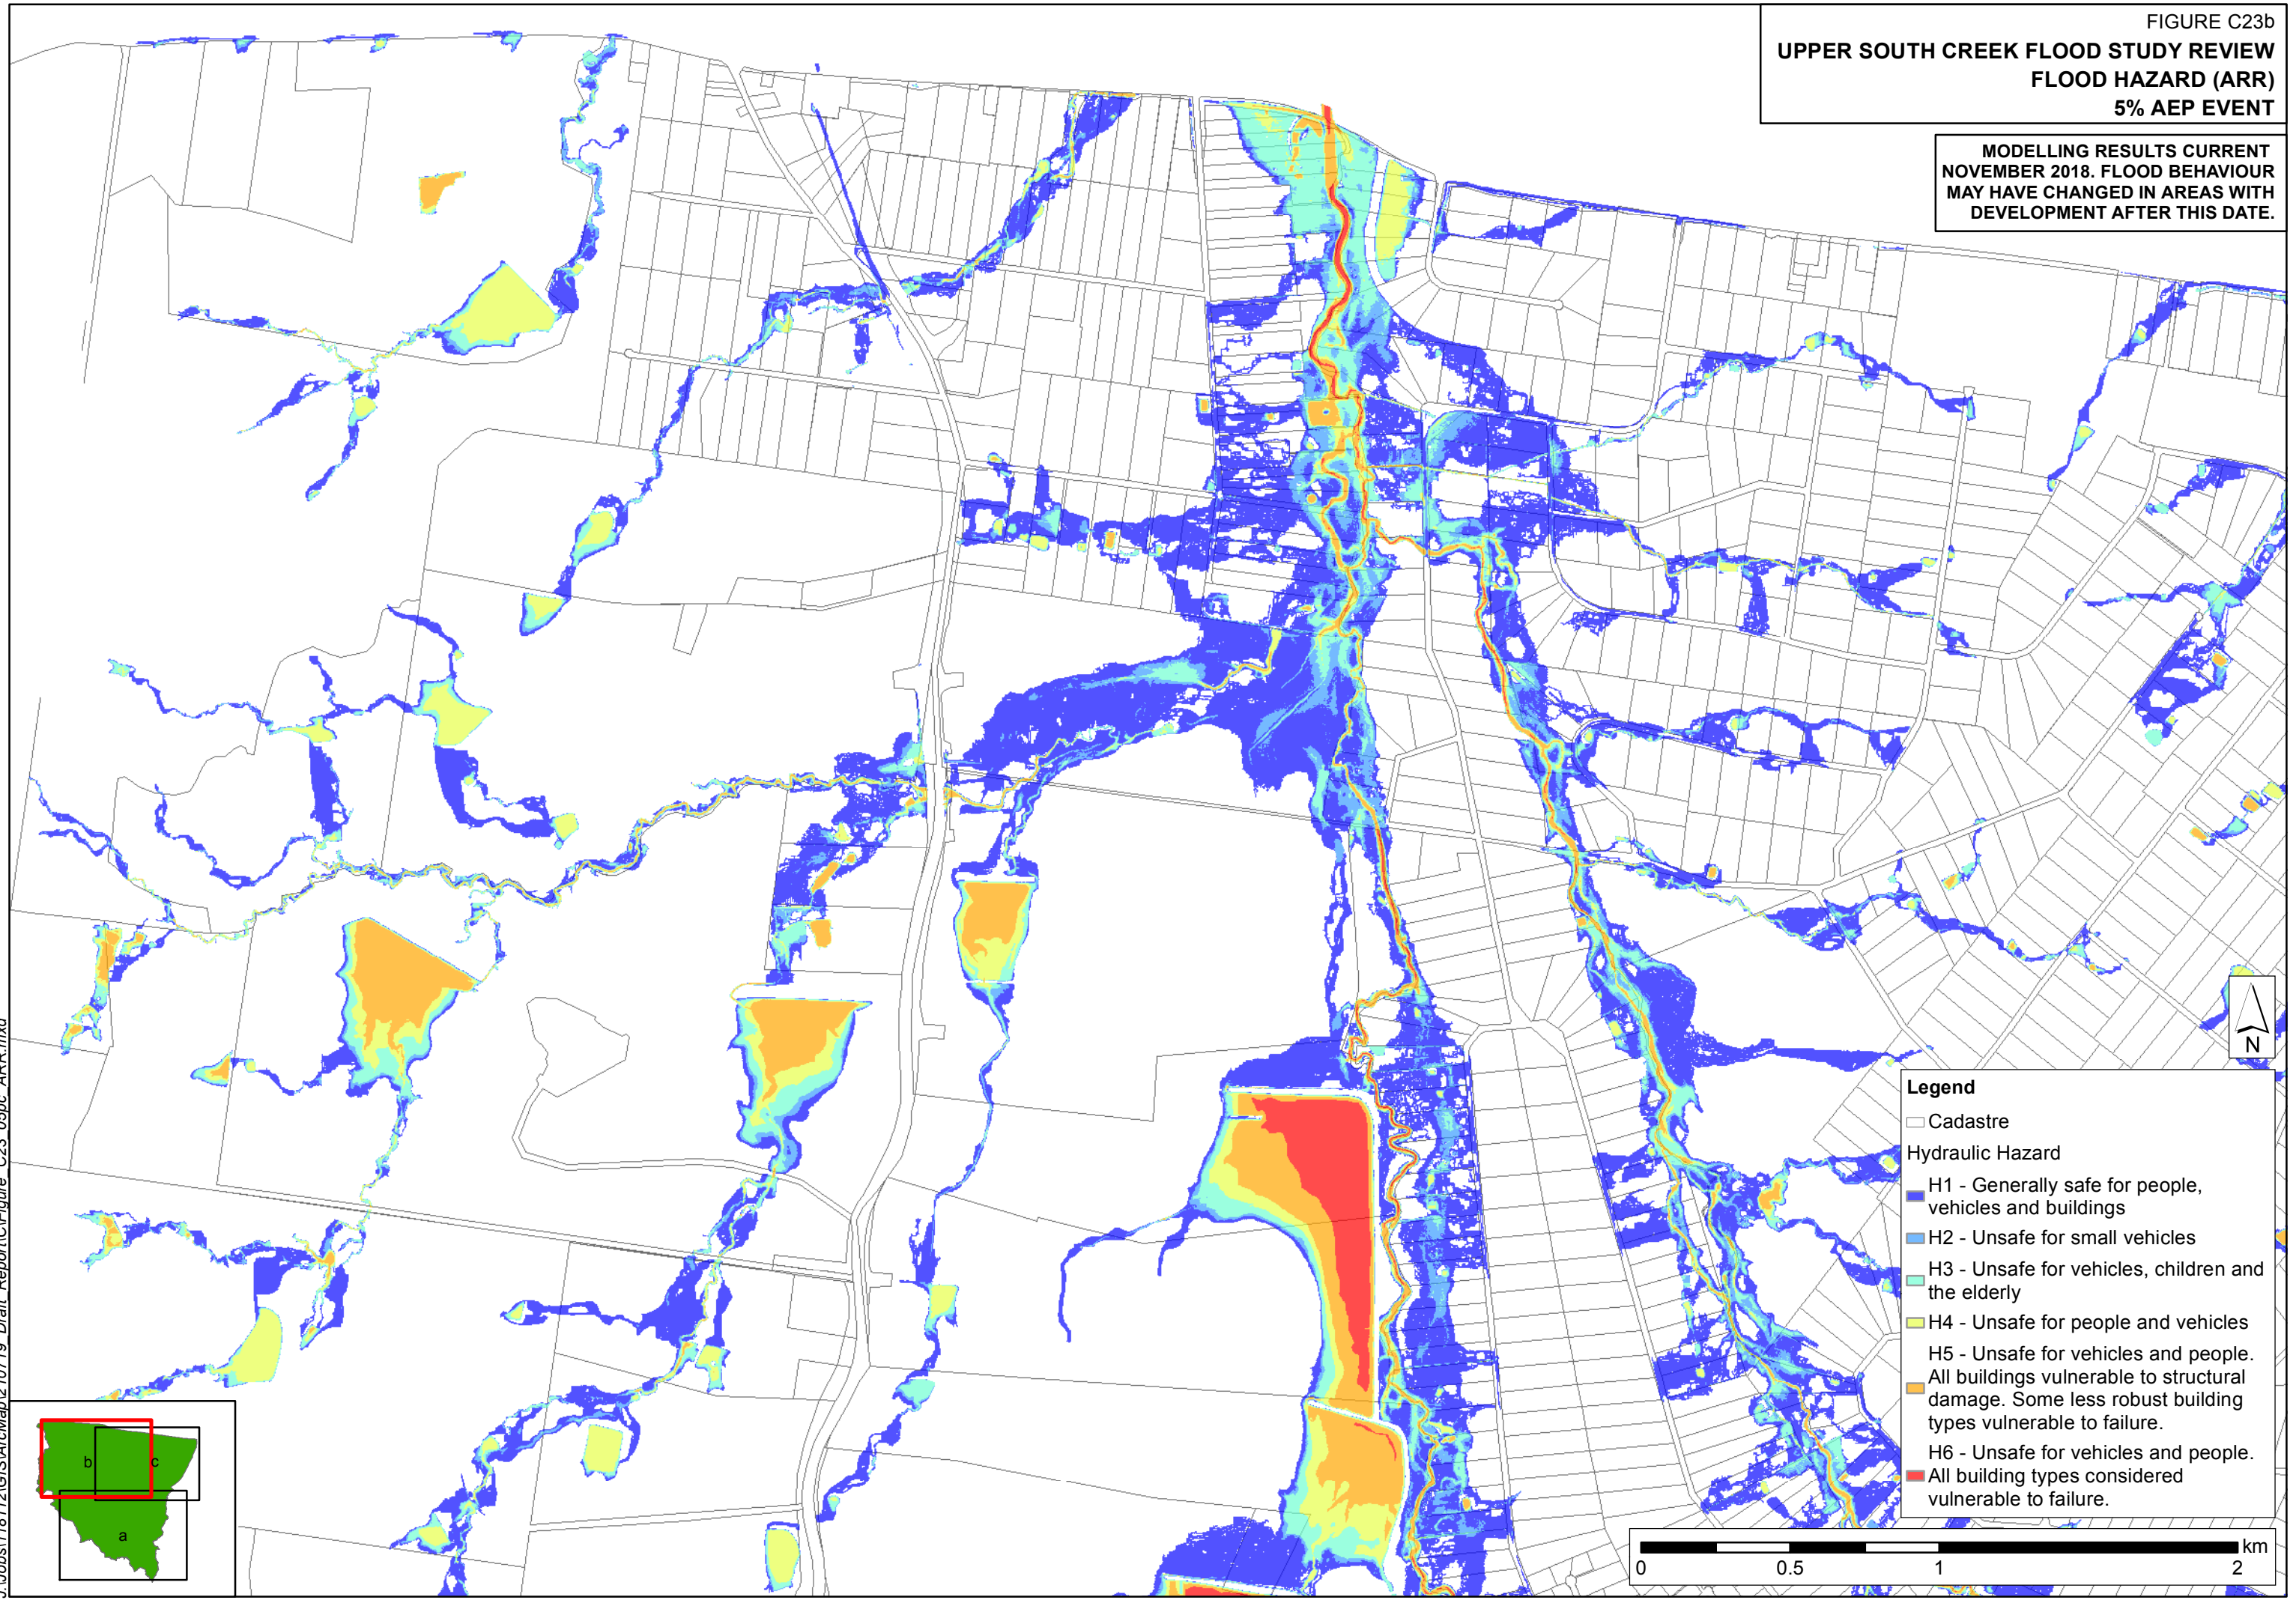 FIGURE C23b
UPPER SOUTH CREEK FLOOD STUDY REVIEW
FLOOD HAZARD (ARR)
5% AEP EVENT
MODELLING RESULTS CURRENT
NOVEMBER 2018. FLOOD BEHAVIOUR
MAY HAVE CHANGED IN AREAS WITH
DEVELOPMENT AFTER THIS DATE.
N
Legend
Cadastre
Hydraulic Hazard
H1 - Generally safe for people,
vehicles and buildings
H2 - Unsafe for small vehicles
H3 - Unsafe for vehicles, children and
the elderly
H4 - Unsafe for people and vehicles
H5 - Unsafe for vehicles and people.
All buildings vulnerable to structural
damage. Some less robust building
types vulnerable to failure.
H6 - Unsafe for vehicles and people.
All building types considered
vulnerable to failure.
km
0 0.5 1 2
b c
a